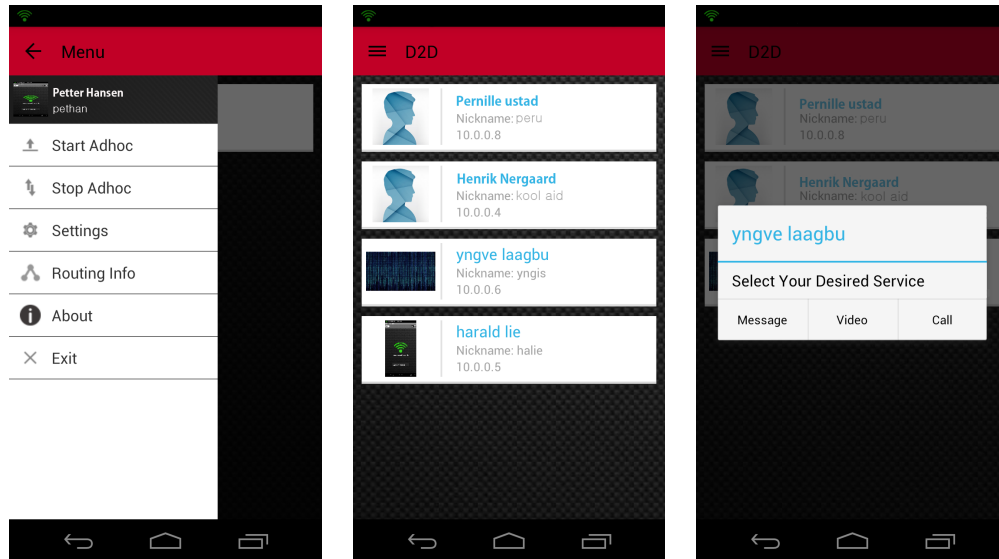 Menu
Petter Hansen
pethan
Start Adhoc
Stop Adhoc
Settings
Routing Info
About
Exit
D2D
Pernille ustad
Nickname: peru
10.0.0.8
Henrik Nergaard
Nickname: kool aid
10.0.0.4
yngve laagbu
Nickname: yngis
10.0.0.6
harald lie
Nickname: halie
10.0.0.5
D2D
Pernille ustad
Nickname: peru
10.0.0.8
Henrik Nergaard
Nickname: kool aid
yngve laagbu
Select Your Desired Service
Message Video Call